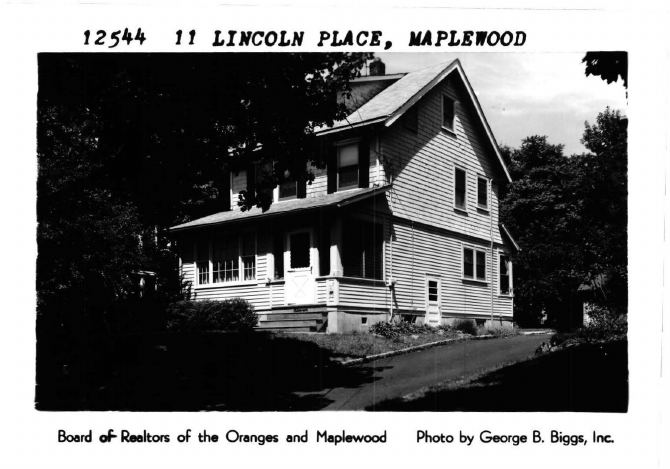 12544 11 LINCOLN PLACE, MAPLEWOOD
Board of Realtors of the Oranges and Maplewood Photo by George B. Biggs, Inc.